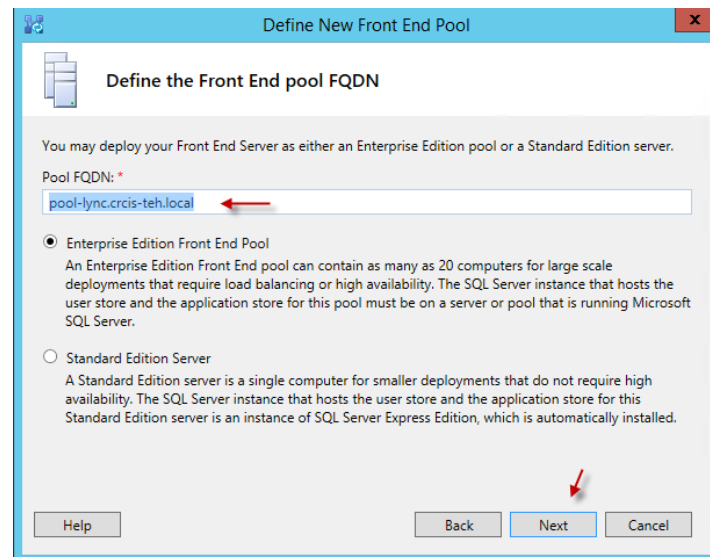 Define New Front End Pool
x
Define the Front End pool FQDN
You may deploy your Front End Server as either an Enterprise Edition pool or a Standard Edition server.
Pool FQDN: *
pool-lync.crcis-teh.local
Enterprise Edition Front End Pool
An Enterprise Edition Front End pool can contain as many as 20 computers for large scale
deployments that require load balancing or high availability. The SQL Server instance that hosts the
user store and the application store for this pool must be on a server or pool that is running Microsoft
SQL Server.
Standard Edition Server
A Standard Edition server is a single computer for smaller deployments that do not require high
availability. The SQL Server instance that hosts the user store and the application store for this
Standard Edition server is an instance of SQL Server Express Edition, which is automatically installed.
Help Back Next Cancel